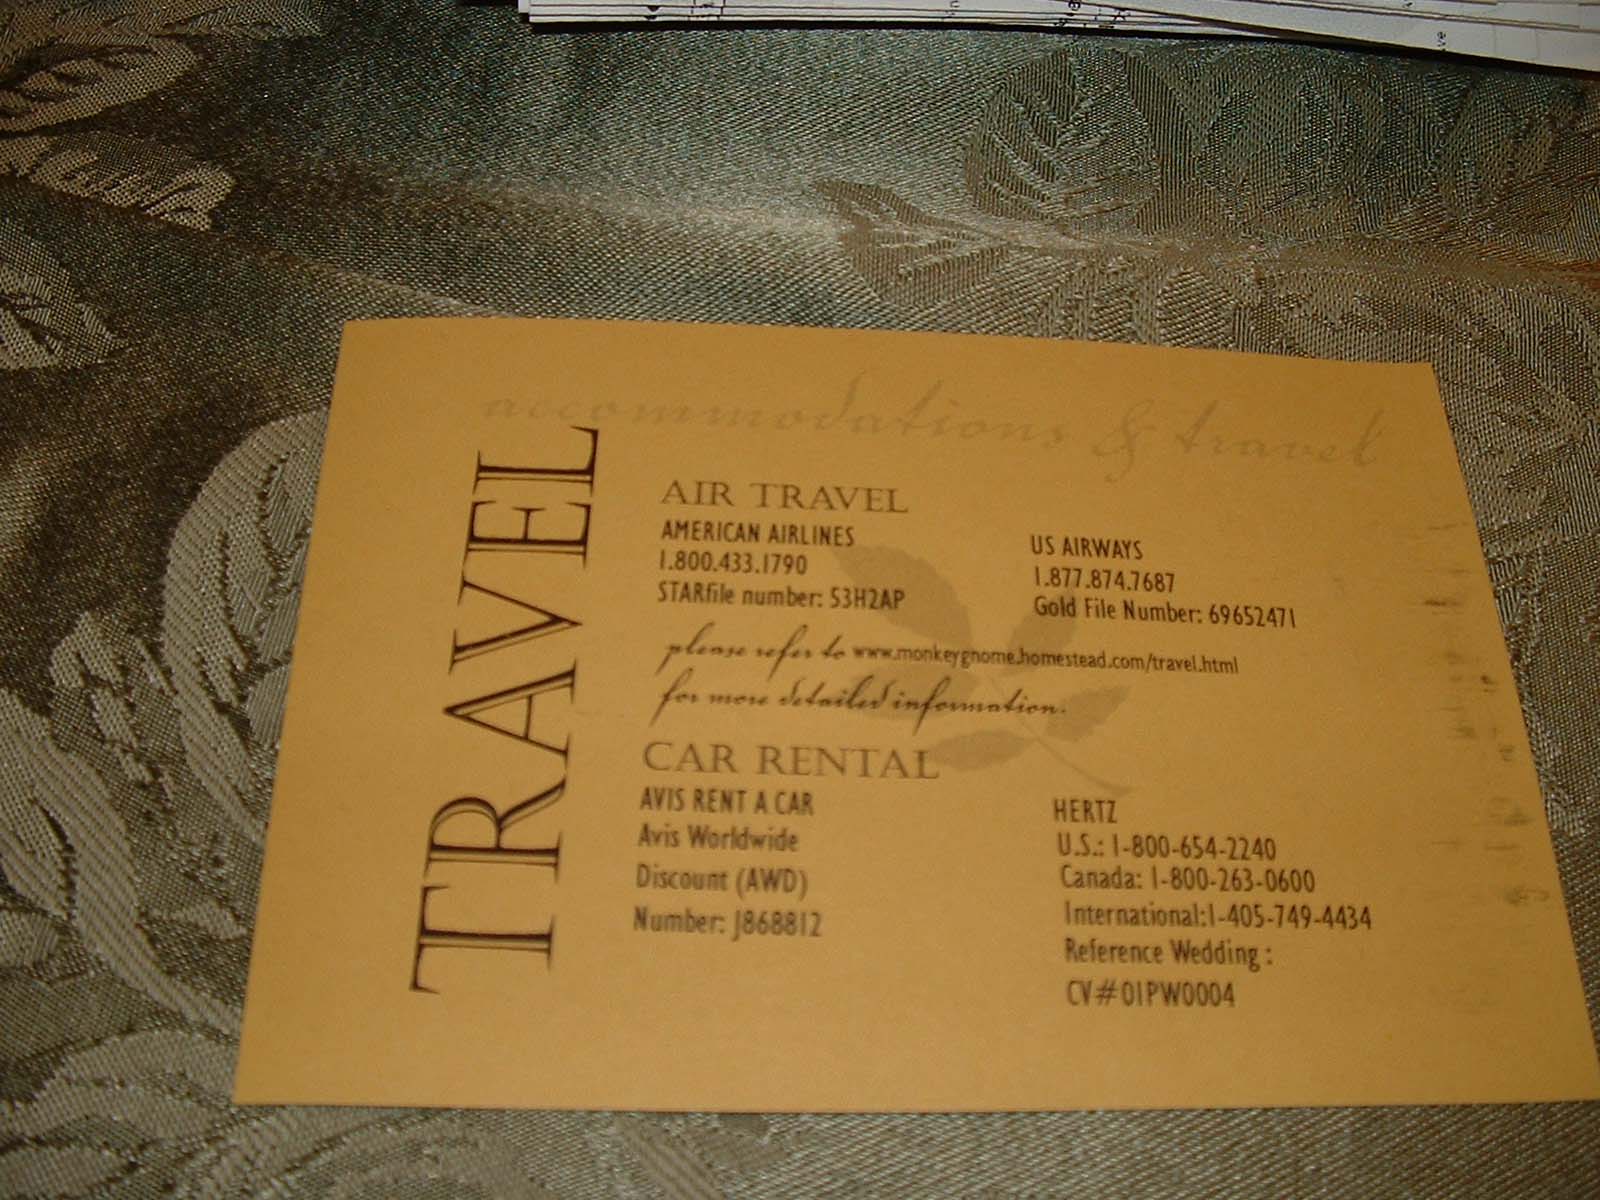 accommodations & travel
TRAVEL
AIR TRAVEL
AMERICAN AIRLINES
1.800.433.1790
STARfile number: S3H2AP
US AIRWAYS
1.877.874.7687
Gold File Number: 69652471
please refer to www.monkeygnome.homestead.com/travel.html
for more detailed information.
CAR RENTAL
AVIS RENT A CAR
Avis Worldwide
Discount (AWD)
Number: J868812
HERTZ
U.S.: 1-800-654-2240
Canada: 1-800-263-0600
International:1-405-749-4434
Reference Wedding :
CV#01PW0004